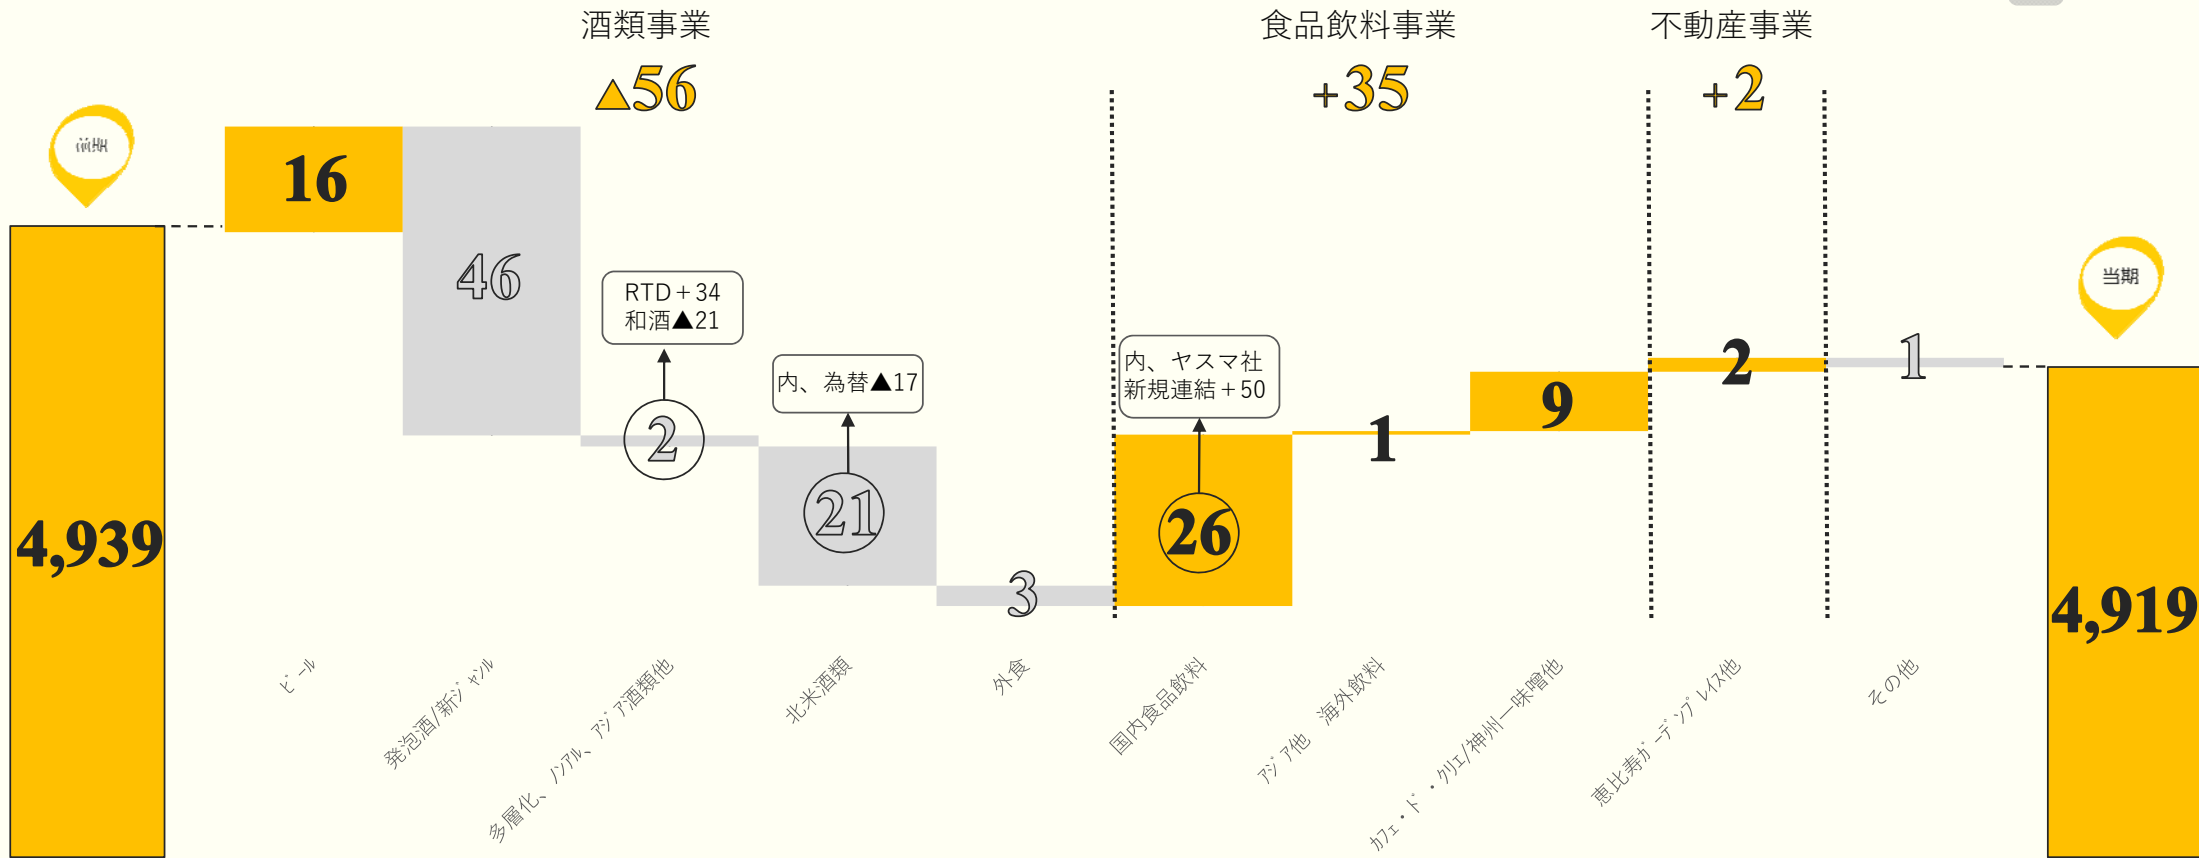 酒類事業
▲56
食品飲料事業
+35
不動産事業
+2
前期
4,939
16
46
RTD+34
和酒▲21
2
内、為替▲17
21
3
内、ヤスマ社
新規連結+50
26
1
9
2
1
当期
4,919
ビール
発泡酒/新ジャンル
多層化、ノンアル、アジア酒類他
北米酒類
外食
国内食品飲料
アジア他 海外飲料
カフェ・ド・クリエ/神州一味噌他
恵比寿ガーデンプレイス他
その他